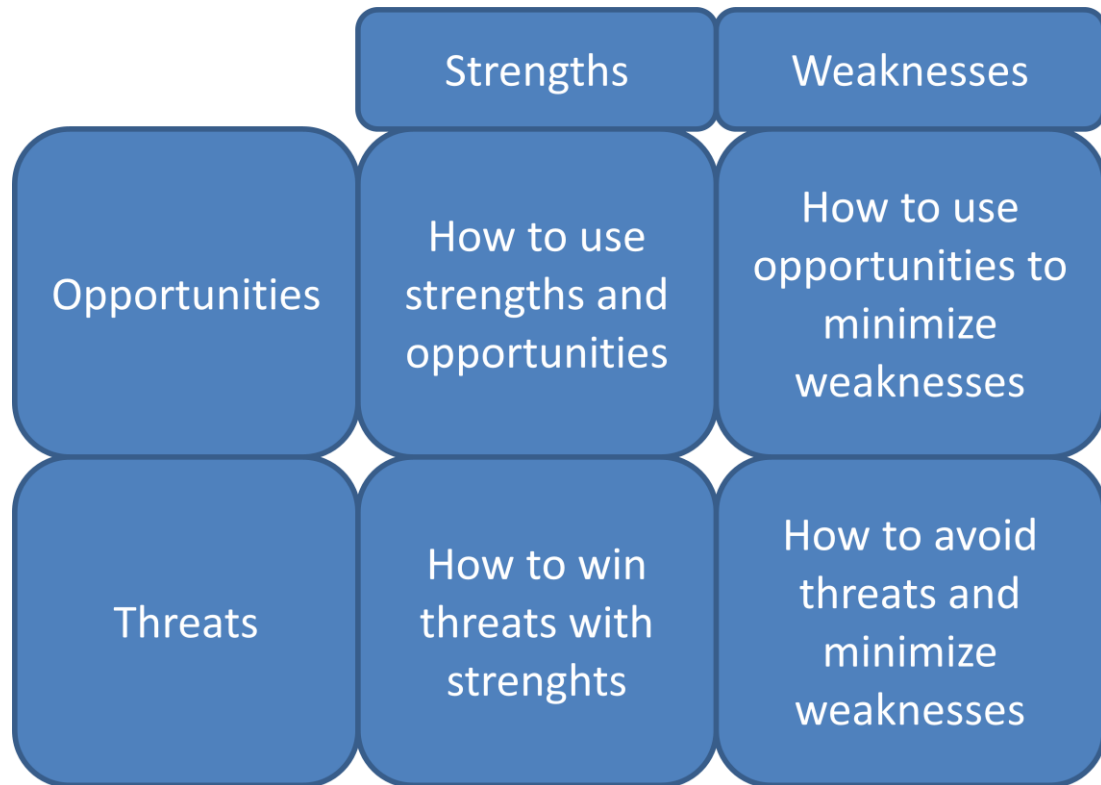 Strengths
Weaknesses
Opportunities
How to use
strengths and
opportunities
How to use
opportunities to
minimize
weaknesses
Threats
How to win
threats with
strenghts
How to avoid
threats and
minimize
weaknesses